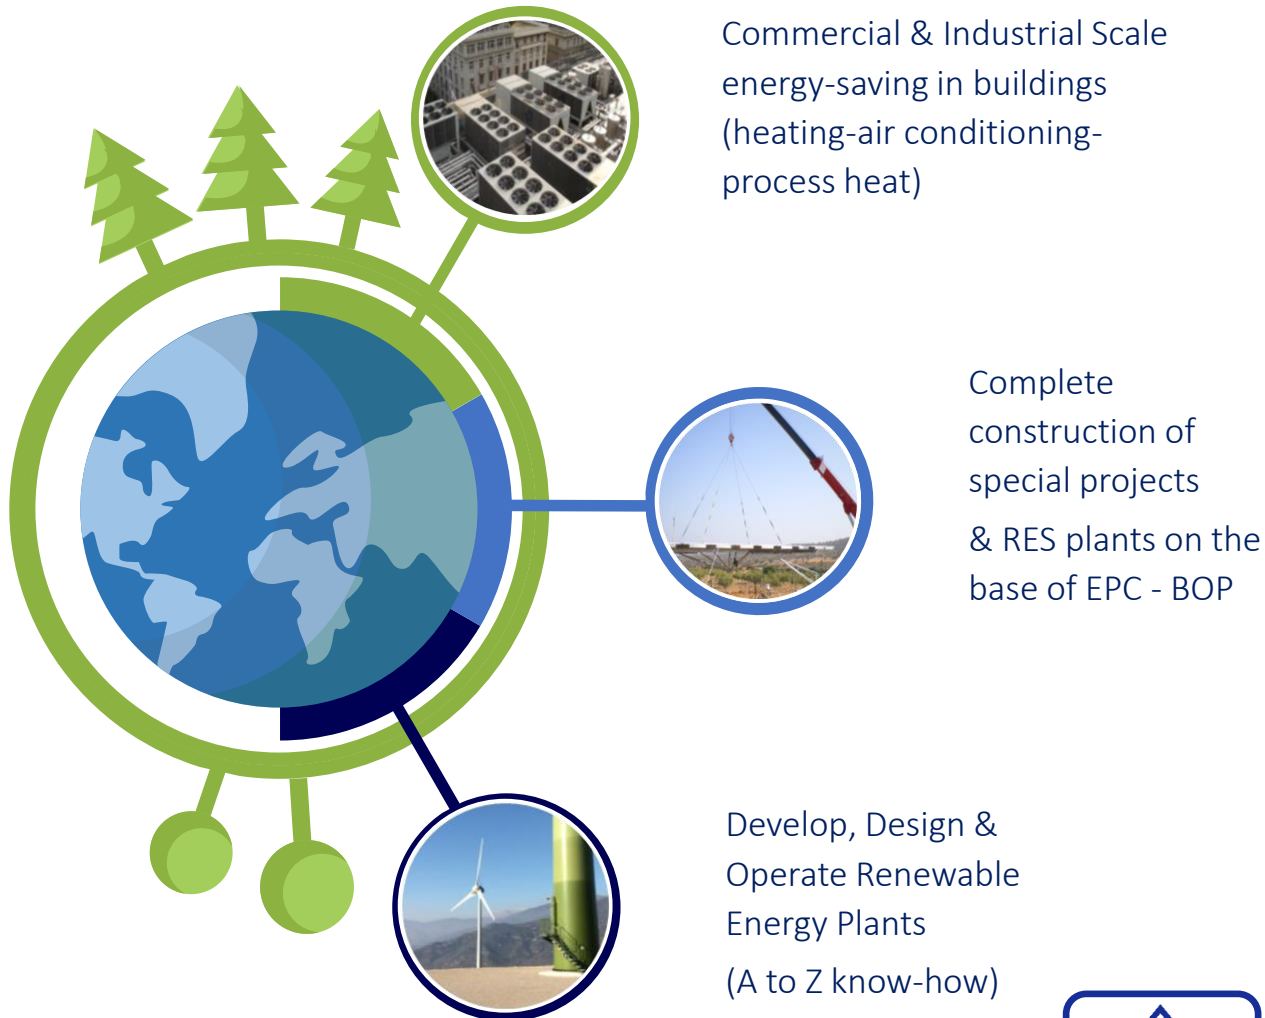 Commercial & Industrial Scale
energy-saving in buildings
(heating-air conditioning-
process heat)
Complete
construction of
special projects
& RES plants on the
base of EPC - BOP
Develop, Design &
Operate Renewable
Energy Plants
(A to Z know-how)